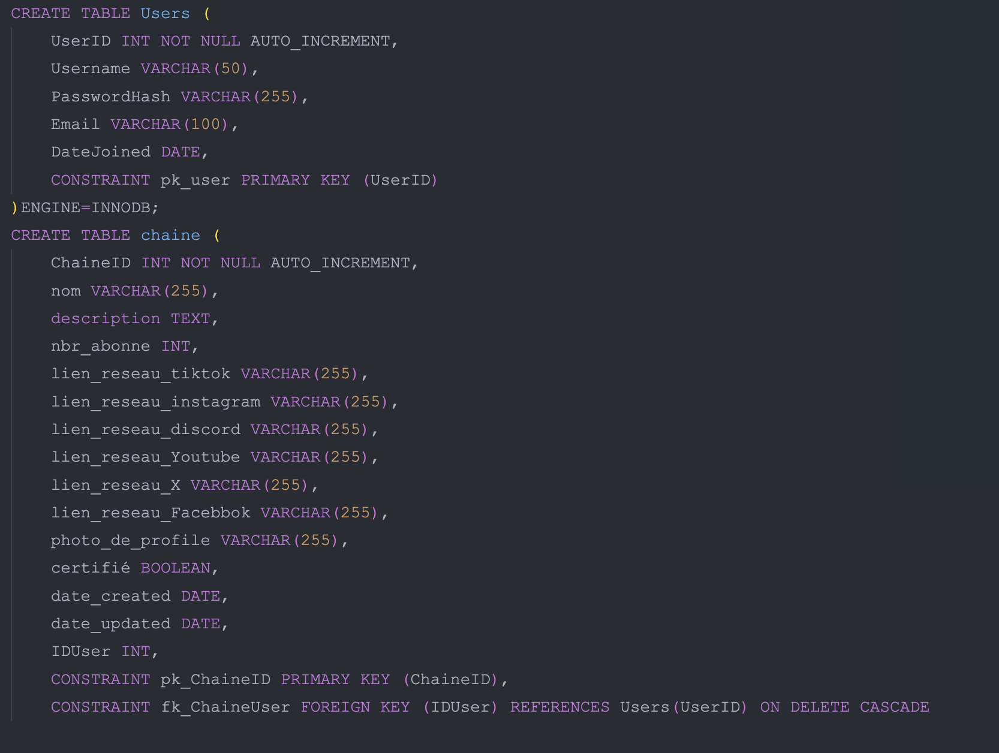 CREATE TABLE Users (
UserID INT NOT NULL AUTO_INCREMENT,
Username VARCHAR(50),
PasswordHash VARCHAR(255),
Email VARCHAR(100),
DateJoined DATE,
CONSTRAINT pk_user PRIMARY KEY (UserID)
)ENGINE=INNODB;
CREATE TABLE chaine (
ChaineID INT NOT NULL AUTO_INCREMENT,
nom VARCHAR(255),
description TEXT,
nbr_abonne INT,
lien_reseau_tiktok VARCHAR(255),
lien_reseau_instagram VARCHAR(255),
lien_reseau_discord VARCHAR(255),
lien_reseau_Youtube VARCHAR(255),
lien_reseau_X VARCHAR(255),
lien_reseau_Facebbok VARCHAR(255),
photo_de_profile VARCHAR(255),
certifié BOOLEAN,
date_created DATE,
date_updated DATE,
IDUser INT,
CONSTRAINT pk_ChaineID PRIMARY KEY (ChaineID),
CONSTRAINT fk_ChaineUser FOREIGN KEY (IDUser) REFERENCES Users(UserID) ON DELETE CASCADE